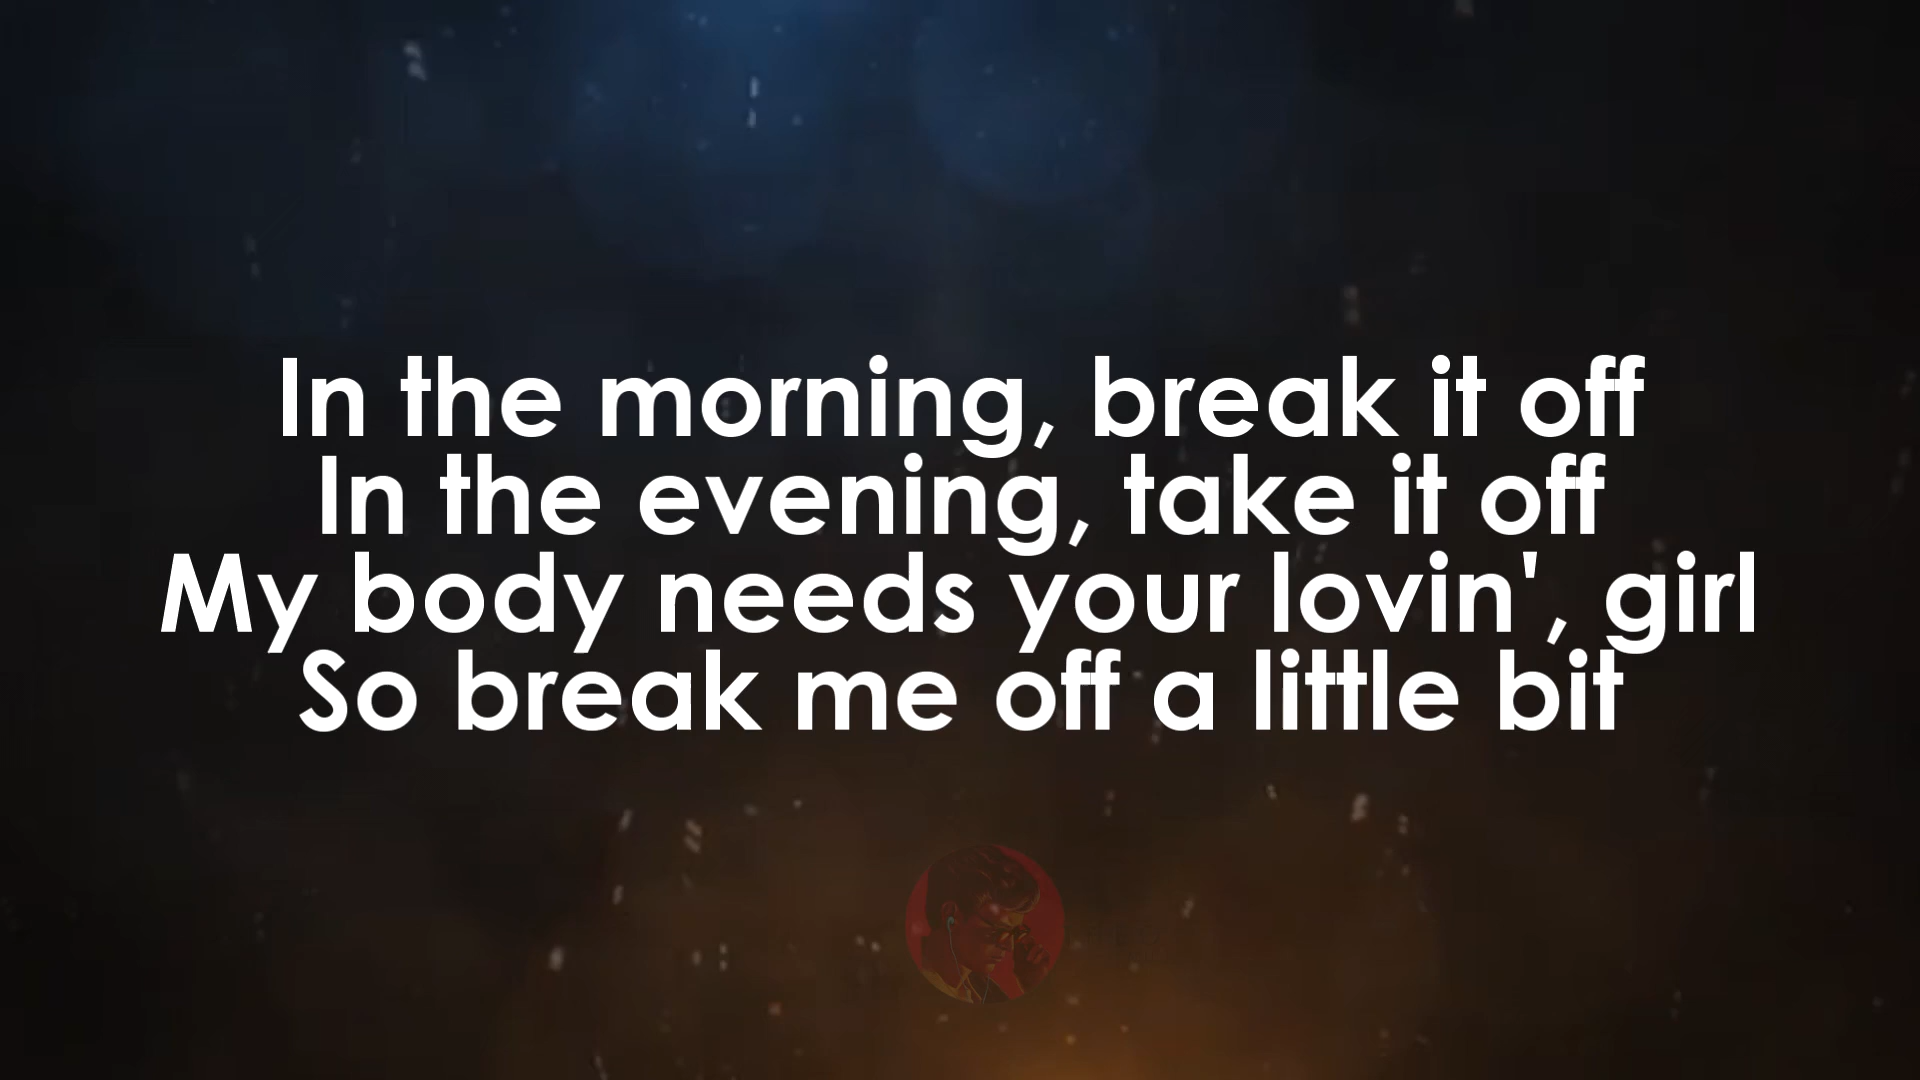 In the morning, break it off
In the evening, take it off
My body needs your lovin', girl
So break me off a little bit